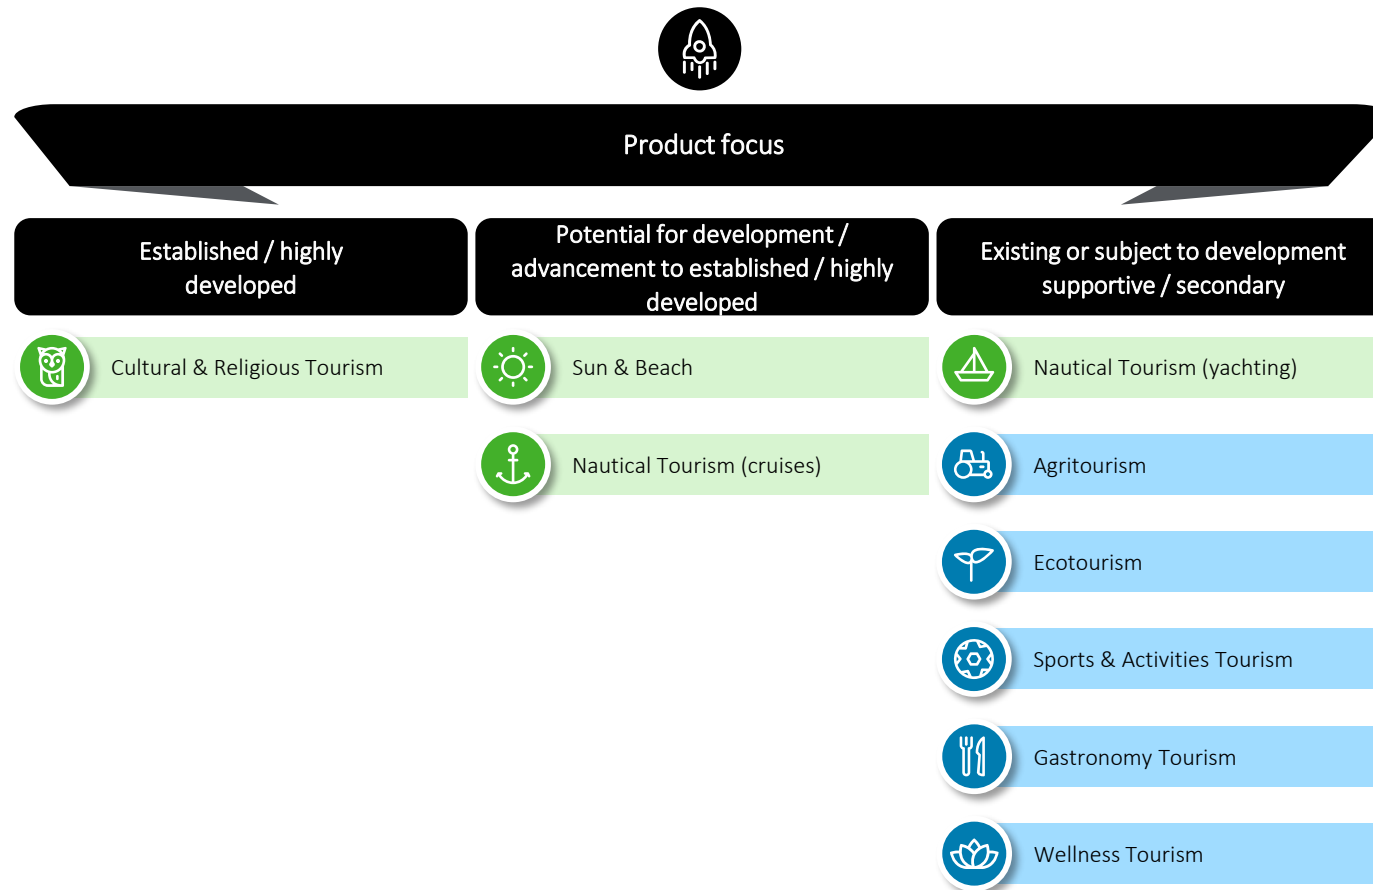 Product focus
Established / highly
developed
Potential for development /
advancement to established / highly
developed
Existing or subject to development
supportive / secondary
Cultural & Religious Tourism
Sun & Beach
Nautical Tourism (cruises)
Nautical Tourism (yachting)
Agritourism
Ecotourism
Sports & Activities Tourism
Gastronomy Tourism
Wellness Tourism